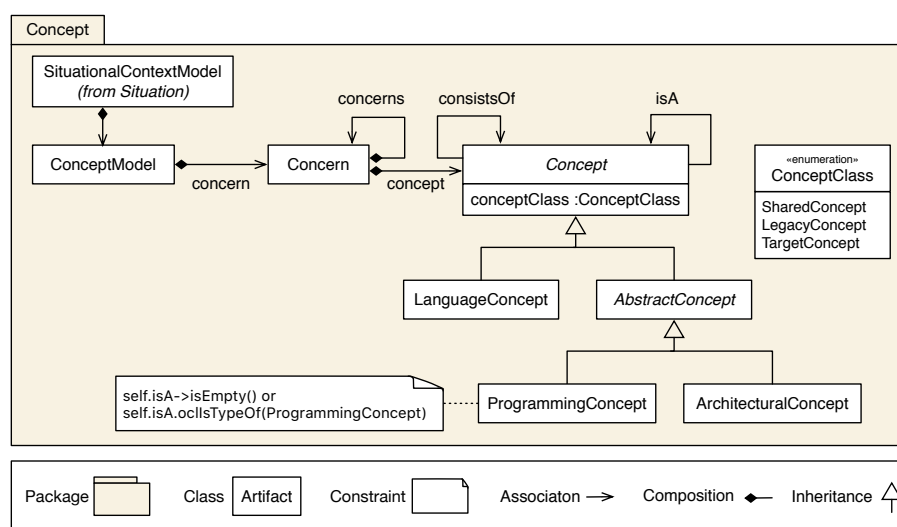 Concept
SituationalContextModel
(from Situation)
concerns
consistsOf
isA
ConceptModel
concern
Concern
concept
Concept
conceptClass :ConceptClass
«enumeration»
ConceptClass
SharedConcept
LegacyConcept
TargetConcept
LanguageConcept
AbstractConcept
self.isA->isEmpty() or
self.isA.oclIsTypeOf(ProgrammingConcept)
ProgrammingConcept
ArchitecturalConcept
Package
Class
Artifact
Constraint
Associaton
Composition
Inheritance